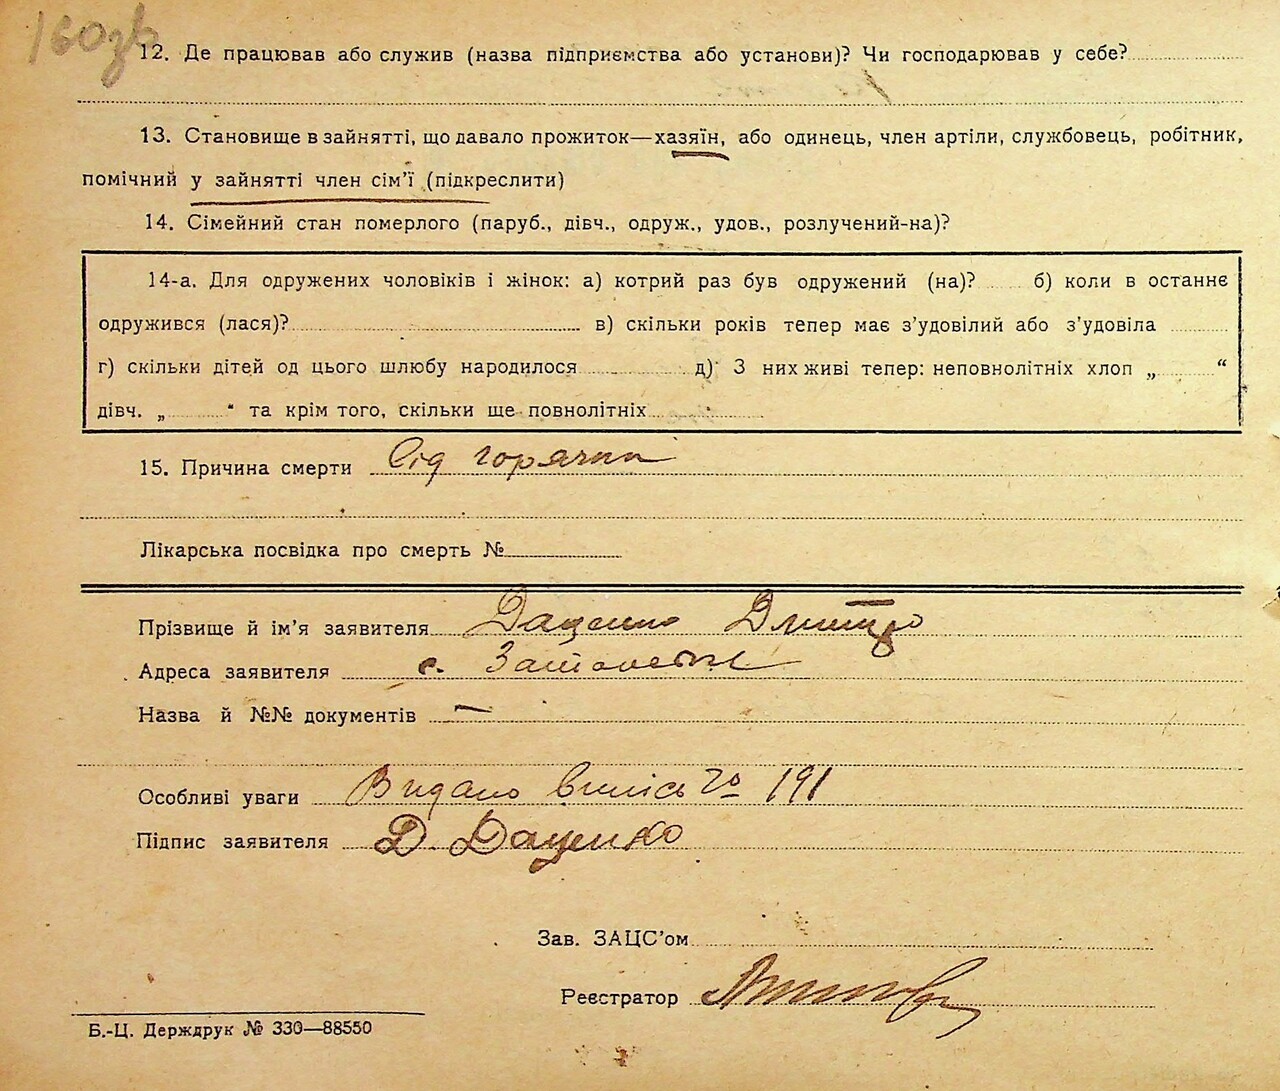 160зв
12. Де працював або служив (назва підприємства або установи)? Чи господарював у себе?
13. Становище в зайнятті, що давало прожиток—хазяїн, або одинець, член артіли, службовець, робітник,
помічний у зайнятті член сім’ї (підкреслити)
14. Сімейний стан померлого (паруб., дівч., одруж., удов., розлучений-на)?
14-а. Для одружених чоловіків і жінок: а) котрий раз був одружений (на)? б) коли в останнє
одружився (лася)? в) скільки років тепер має з’удовілий або з’удовіла
г) скільки дітей од цього шлюбу народилося д) З них живі тепер: неповнолітніх хлоп „ “
дівч. „ “ та крім того, скільки ще повнолітніх
15. Причина смерти Від горячки
Лікарська посвідка про смерть №
Прізвище й ім’я заявителя Даценко Дмитро
Адреса заявителя с.
Назва й №№ документів —
Особливі уваги Видано випись 191
Підпис заявителя Д. Даценко
Зав. ЗАЦС’ом
Реєстратор
Б.-Ц. Держдрук № 330—88550